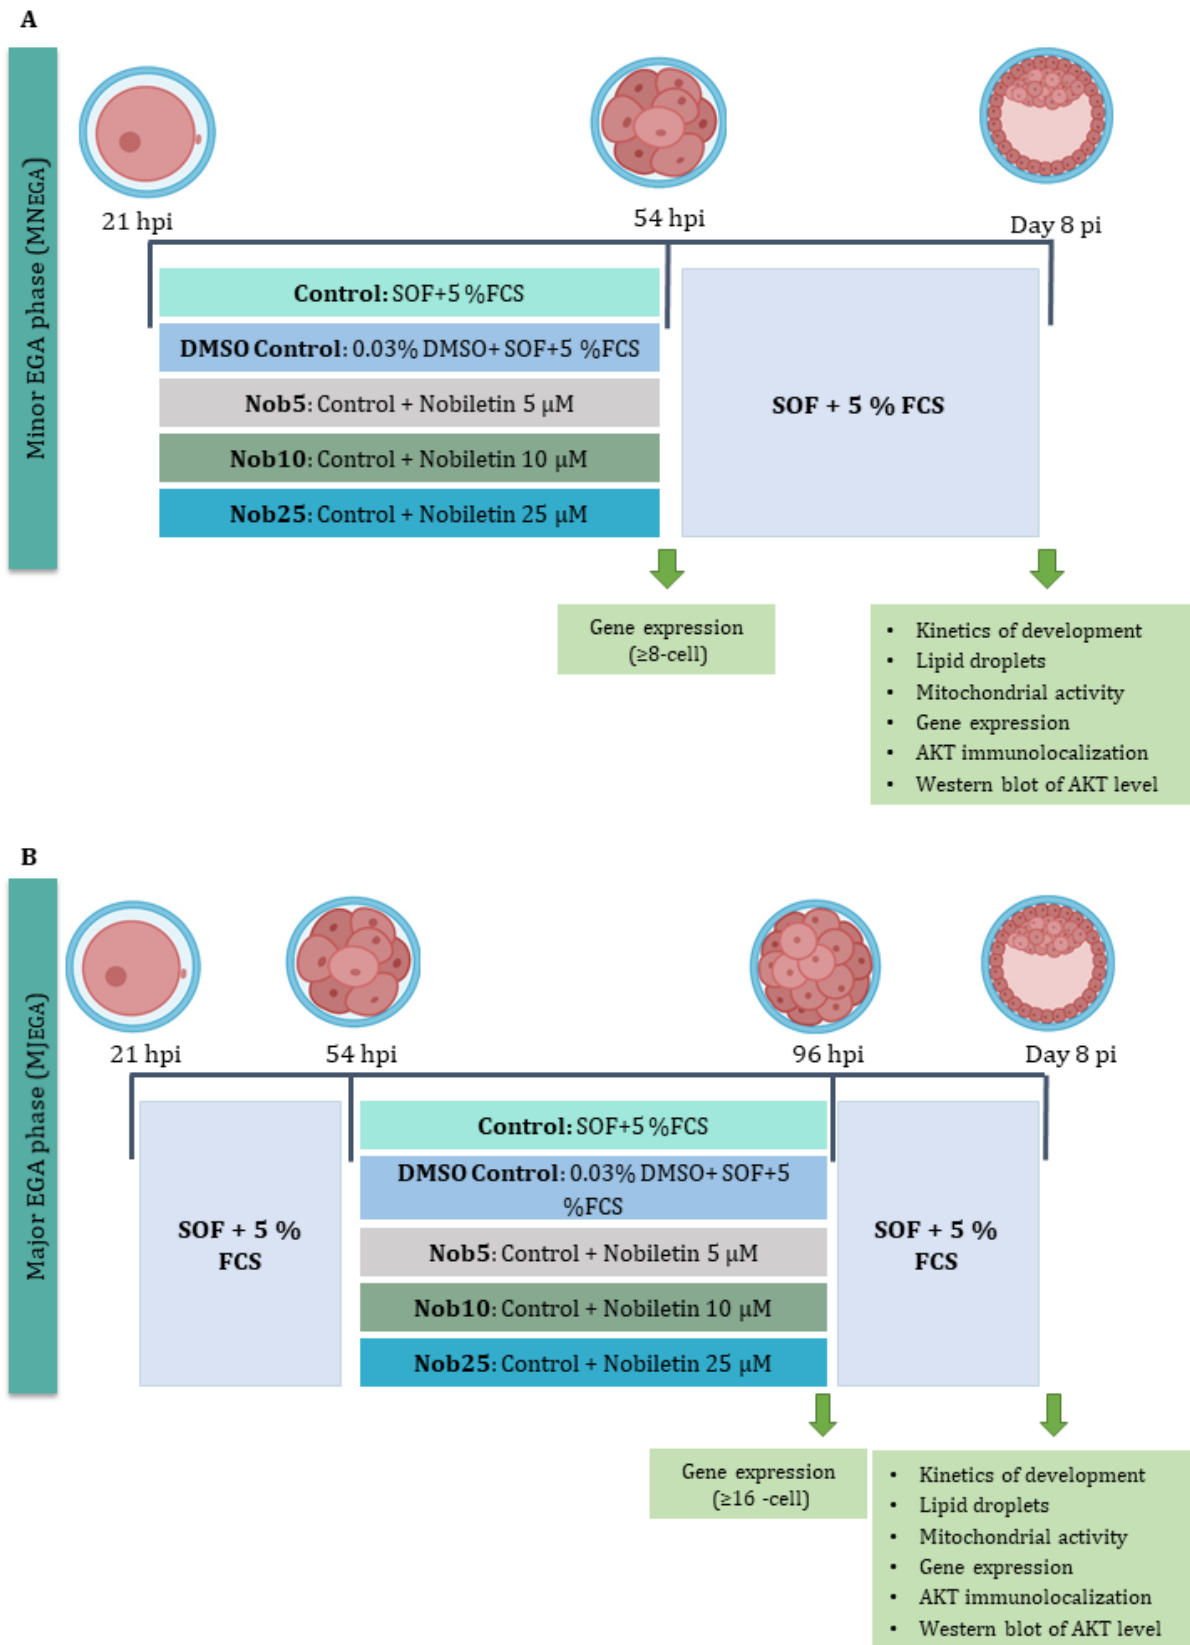 A
Minor EGA phase (MNEGA)
21 hpi
54 hpi
Day 8 pi
Control: SOF+5 %FCS
DMSO Control: 0.03% DMSO+ SOF+5 %FCS
Nob5: Control + Nobiletin 5 µM
Nob10: Control + Nobiletin 10 µM
Nob25: Control + Nobiletin 25 µM
SOF + 5 % FCS
Gene expression
(≥8-cell)
• Kinetics of development
• Lipid droplets
• Mitochondrial activity
• Gene expression
• AKT immunolocalization
• Western blot of AKT level
B
Major EGA phase (MJEGA)
21 hpi
54 hpi
96 hpi
Day 8 pi
SOF + 5 %
FCS
Control: SOF+5 %FCS
DMSO Control: 0.03% DMSO+ SOF+5
%FCS
Nob5: Control + Nobiletin 5 µM
Nob10: Control + Nobiletin 10 µM
Nob25: Control + Nobiletin 25 µM
SOF + 5 %
FCS
Gene expression
(≥16 -cell)
• Kinetics of development
• Lipid droplets
• Mitochondrial activity
• Gene expression
• AKT immunolocalization
• Western blot of AKT level